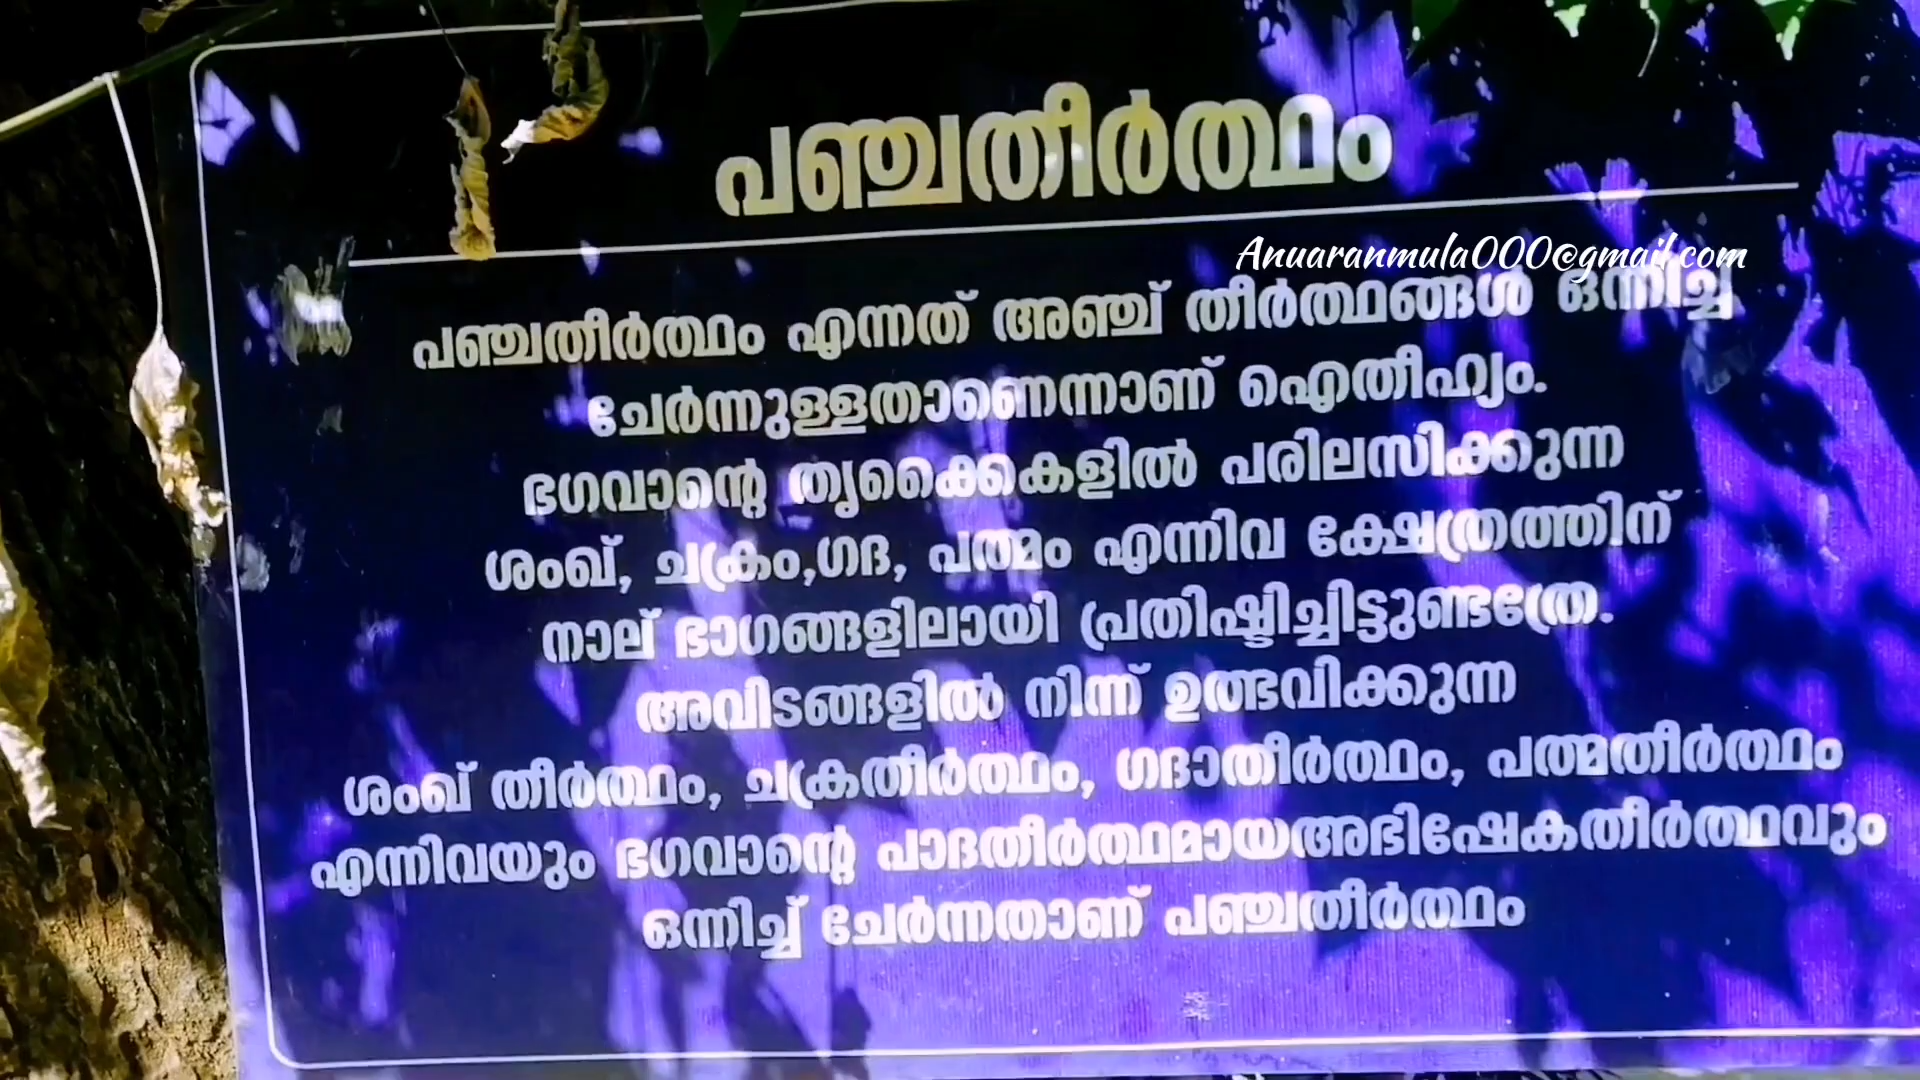 പഞ്ചതീർത്ഥം
Anuaranmula000@gmail.com
പഞ്ചതീർത്ഥം എന്നത് അഞ്ച് തീർത്ഥങ്ങൾ ഒന്നിച്ച്
ചേർന്നുള്ളതാണെന്നാണ് ഐതീഹ്യം.
ഭഗവാന്റെ തൃക്കൈകളിൽ പരിലസിക്കുന്ന
ശംഖ്, ചക്രം,ഗദ, പത്മം എന്നിവ ക്ഷേത്രത്തിന്
നാല് ഭാഗങ്ങളിലായി പ്രതിഷ്ടിച്ചിട്ടുണ്ടത്രേ.
അവിടങ്ങളിൽ നിന്ന് ഉത്ഭവിക്കുന്ന
ശംഖ് തീർത്ഥം, ചക്രതീർത്ഥം, ഗദാതീർത്ഥം, പത്മതീർത്ഥം
എന്നിവയും ഭഗവാന്റെ പാദതീർത്ഥമായഅഭിഷേകതീർത്ഥവും
ഒന്നിച്ച് ചേർന്നതാണ് പഞ്ചതീർത്ഥം